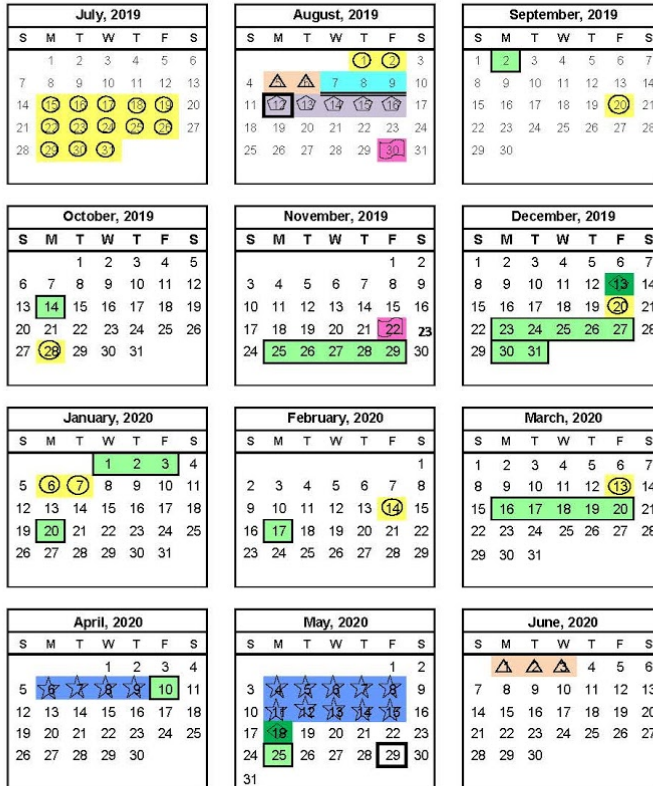 July, 2019
S M T W T F S
1 2 3 4 5 6
7 8 9 10 11 12 13
14 15 16 17 18 19 20
21 22 23 24 25 26 27
28 29 30 31
August, 2019
S M T W T F S
1 2 3
4 5 6 7 8 9 10
11 12 13 14 15 16 17
18 19 20 21 22 23 24
25 26 27 28 29 30 31
September, 2019
S M T W T F S
1 2 3 4 5 6 7
8 9 10 11 12 13 14
15 16 17 18 19 20 21
22 23 24 25 26 27 28
29 30
October, 2019
S M T W T F S
1 2 3 4 5
6 7 8 9 10 11 12
13 14 15 16 17 18 19
20 21 22 23 24 25 26
27 28 29 30 31
November, 2019
S M T W T F S
1 2
3 4 5 6 7 8 9
10 11 12 13 14 15 16
17 18 19 20 21 22 23
24 25 26 27 28 29 30
December, 2019
S M T W T F S
1 2 3 4 5 6 7
8 9 10 11 12 13 14
15 16 17 18 19 20 21
22 23 24 25 26 27 28
29 30 31
January, 2020
S M T W T F S
1 2 3 4
5 6 7 8 9 10 11
12 13 14 15 16 17 18
19 20 21 22 23 24 25
26 27 28 29 30 31
February, 2020
S M T W T F S
1
2 3 4 5 6 7 8
9 10 11 12 13 14 15
16 17 18 19 20 21 22
23 24 25 26 27 28 29
March, 2020
S M T W T F S
1 2 3 4 5 6 7
8 9 10 11 12 13 14
15 16 17 18 19 20 21
22 23 24 25 26 27 28
29 30 31
April, 2020
S M T W T F S
1 2 3 4
5 6 7 8 9 10 11
12 13 14 15 16 17 18
19 20 21 22 23 24 25
26 27 28 29 30
May, 2020
S M T W T F S
1 2
3 4 5 6 7 8 9
10 11 12 13 14 15 16
17 18 19 20 21 22 23
24 25 26 27 28 29 30
31
June, 2020
S M T W T F S
1 2 3 4 5 6
7 8 9 10 11 12 13
14 15 16 17 18 19 20
21 22 23 24 25 26 27
28 29 30